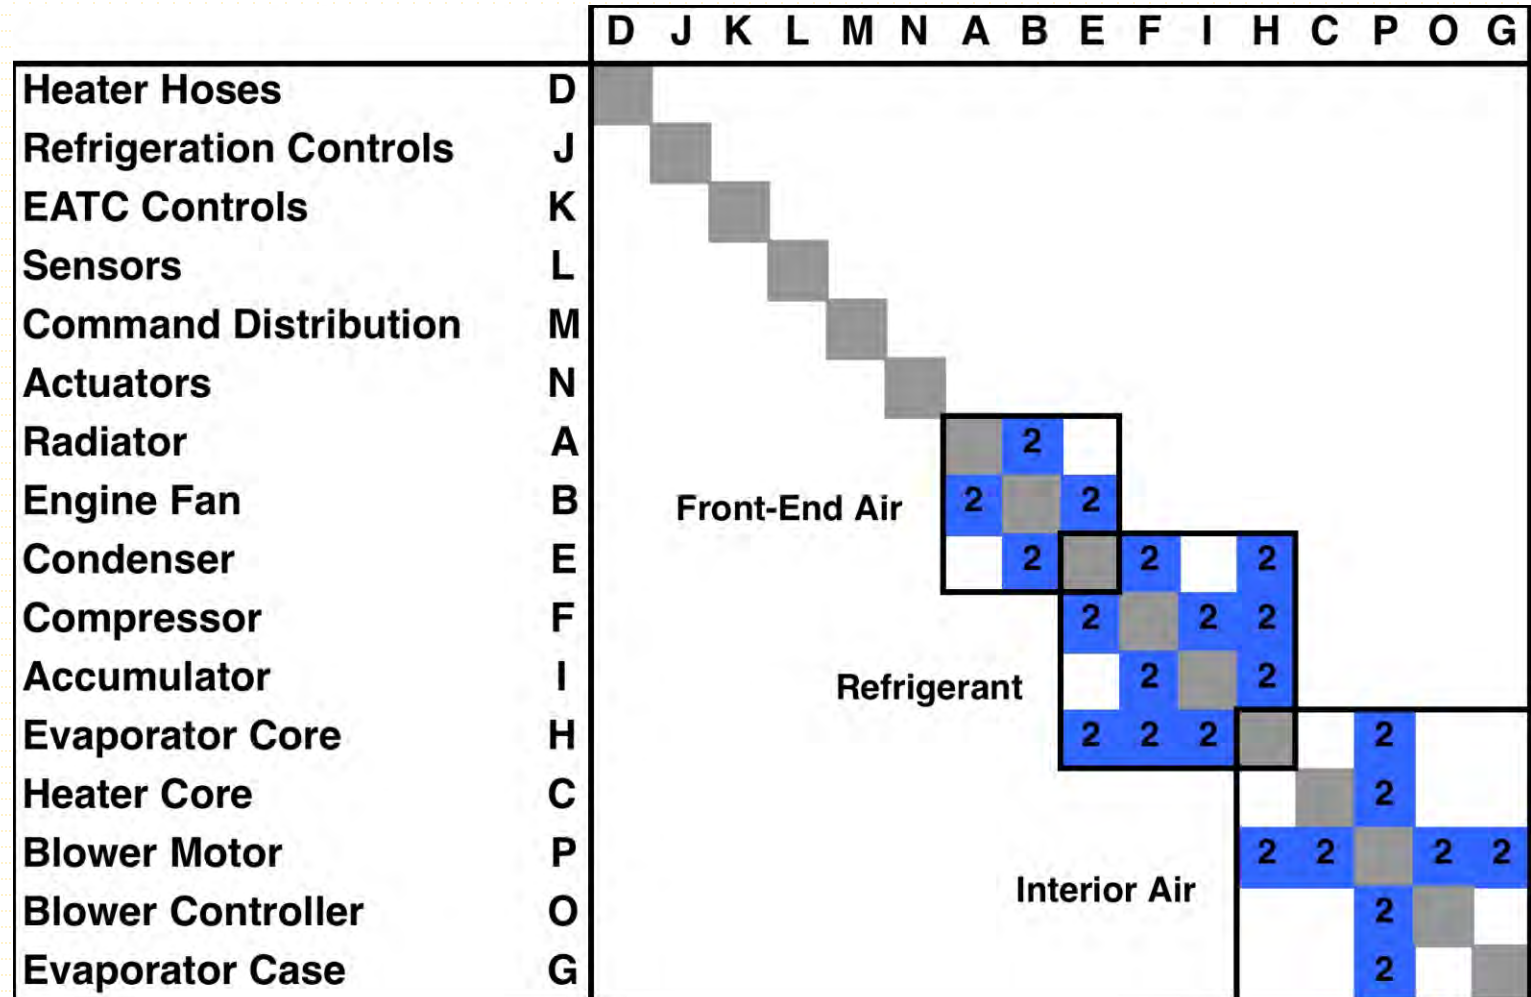 D J K L M N A B E F I H C P O G
Heater Hoses D
Refrigeration Controls J
EATC Controls K
Sensors L
Command Distribution M
Actuators N
Radiator A 2
Engine Fan B Front-End Air 2 2
Condenser E 2 2 2
Compressor F 2 2 2
Accumulator I Refrigerant 2 2
Evaporator Core H 2 2 2 2
Heater Core C 2
Blower Motor P 2 2 2 2
Blower Controller O Interior Air 2
Evaporator Case G 2